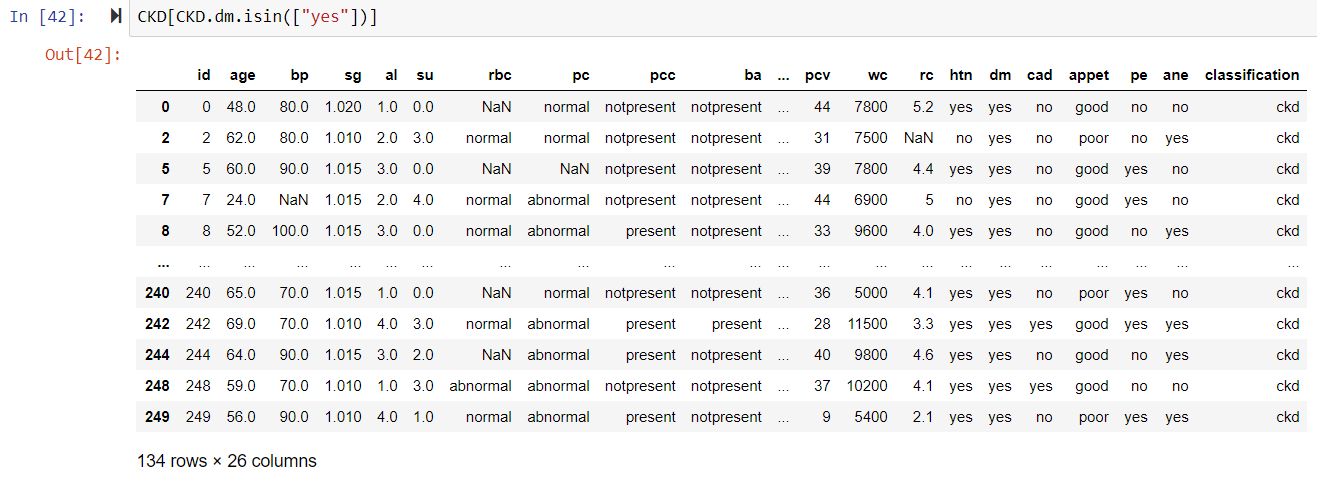 In [42]: CKD[CKD.dm.isin(["yes"])]
Out[42]:
id age bp sg al su rbc pc pcc ba ... pcv wc rc htn dm cad appet pe ane classification
0 0 48.0 80.0 1.020 1.0 0.0 NaN normal notpresent notpresent ... 44 7800 5.2 yes yes no good no no ckd
2 2 62.0 80.0 1.010 2.0 3.0 normal normal notpresent notpresent ... 31 7500 NaN no yes no poor no yes ckd
5 5 60.0 90.0 1.015 3.0 0.0 NaN NaN notpresent notpresent ... 39 7800 4.4 yes yes no good yes no ckd
7 7 24.0 NaN 1.015 2.0 4.0 normal abnormal notpresent notpresent ... 44 6900 5 no yes no good yes no ckd
8 8 52.0 100.0 1.015 3.0 0.0 normal abnormal present notpresent ... 33 9600 4.0 yes yes no good no yes ckd
... ... ... ... ... ... ... ... ... ... ... ... ... ... ... ... ... ... ... ... ... ...
240 240 65.0 70.0 1.015 1.0 0.0 NaN normal notpresent notpresent ... 36 5000 4.1 yes yes no poor yes no ckd
242 242 69.0 70.0 1.010 4.0 3.0 normal abnormal present present ... 28 11500 3.3 yes yes yes good yes yes ckd
244 244 64.0 90.0 1.015 3.0 2.0 NaN abnormal present notpresent ... 40 9800 4.6 yes yes no good no yes ckd
248 248 59.0 70.0 1.010 1.0 3.0 abnormal abnormal notpresent notpresent ... 37 10200 4.1 yes yes yes good no no ckd
249 249 56.0 90.0 1.010 4.0 1.0 normal abnormal present notpresent ... 9 5400 2.1 yes yes no poor yes yes ckd
134 rows × 26 columns